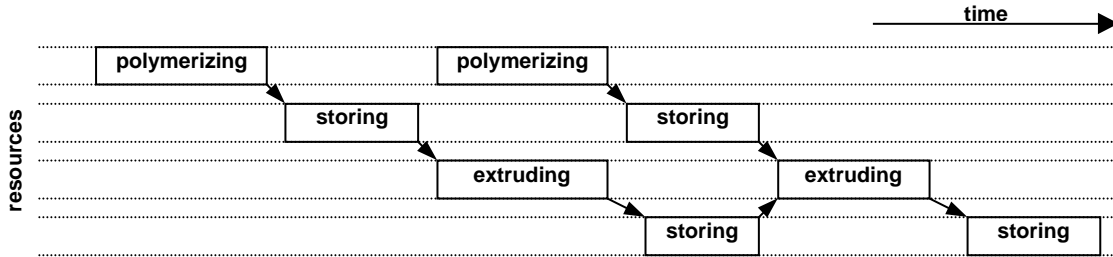 time
polymerizing polymerizing
storing storing
resources
extruding extruding
storing storing